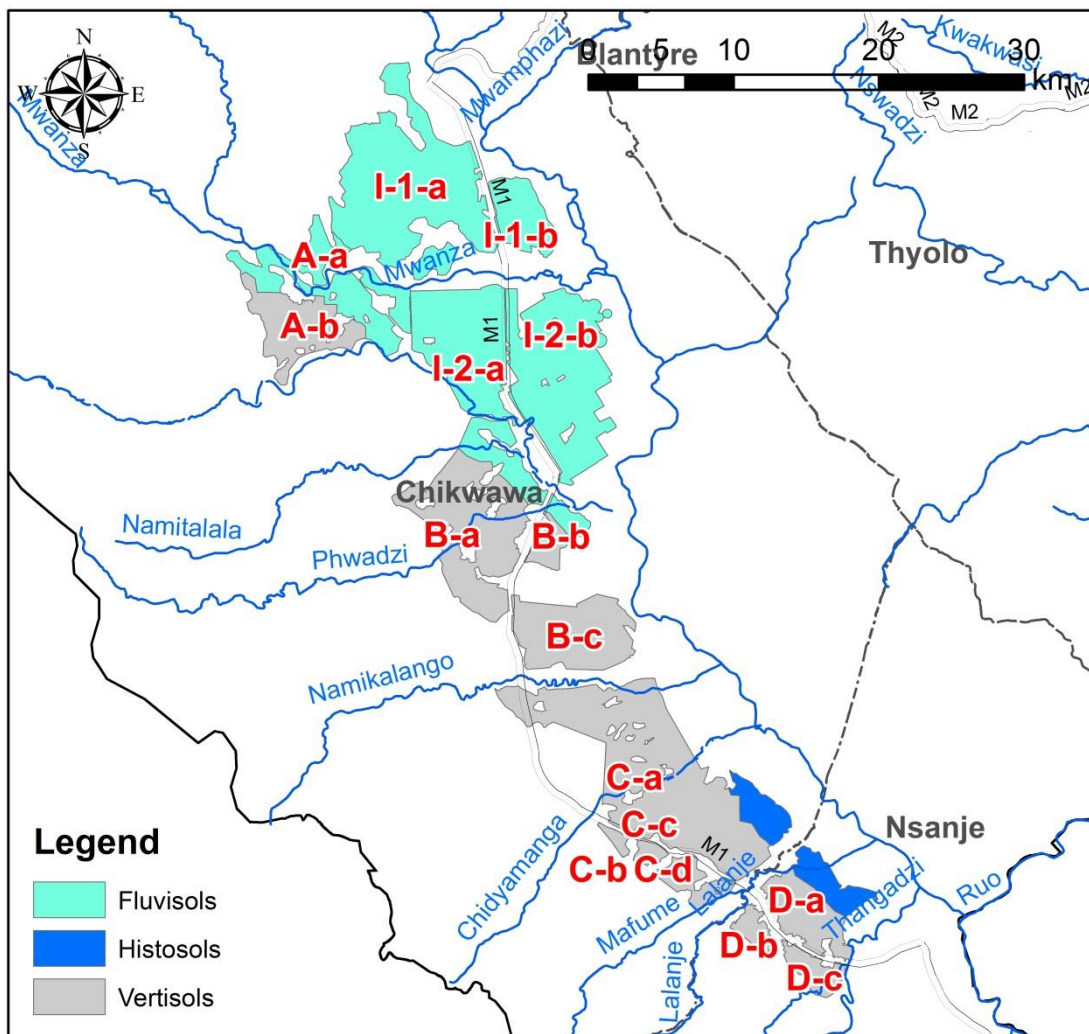 N
W
E
S
Blantyre
0 5 10 20 30
km
Mwanza
Mwamphazi
M2
Kwakwasi
Nswadzi
M2
M2
M2
I-1-a
M1
I-1-b
A-a
Mwanza
Thyolo
A-b
M1
I-2-b
I-2-a
Chikwawa
Namitalala
B-a
B-b
Phwadzi
B-c
Namikalango
C-a
C-c
M1
Nsanje
C-b
C-d
Chidyamanga
Mafume
Lalanje
D-a
Thangadzi
Ruo
D-b
Lalanje
D-c
Legend
Fluvisols
Histosols
Vertisols